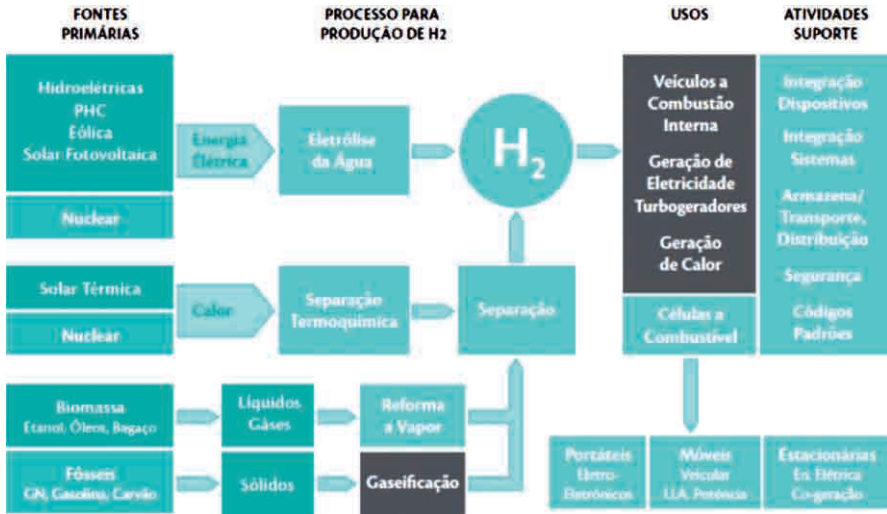 FONTES
PRIMÁRIAS
PROCESSO PARA
PRODUÇÃO DE H2
USOS
ATIVIDADES
SUPORTE
Hidroelétricas
PHC
Eólica
Solar Fotovoltaica
Nuclear
Energia
Elétrica
Eletrólise
da Água
H2
Solar Térmica
Nuclear
Calor
Separação
Termoquímica
Separação
Biomassa
Etanol, Óleos, Bagaço
Líquidos
Gáses
Reforma
a Vapor
Fósseis
GN, Gasolina, Carvão
Sólidos
Gaseificação
Veículos a
Combustão
Interna
Geração de
Eletricidade
Turbogeradores
Geração
de Calor
Células a
Combustível
Integração
Dispositivos
Integração
Sistemas
Armazena/
Transporte,
Distribuição
Segurança
Códigos
Padrões
Portáteis
Eletro-
Eletrônicos
Móveis
Veicular
U.A. Potência
Estacionárias
En. Elétrica
Co-geração